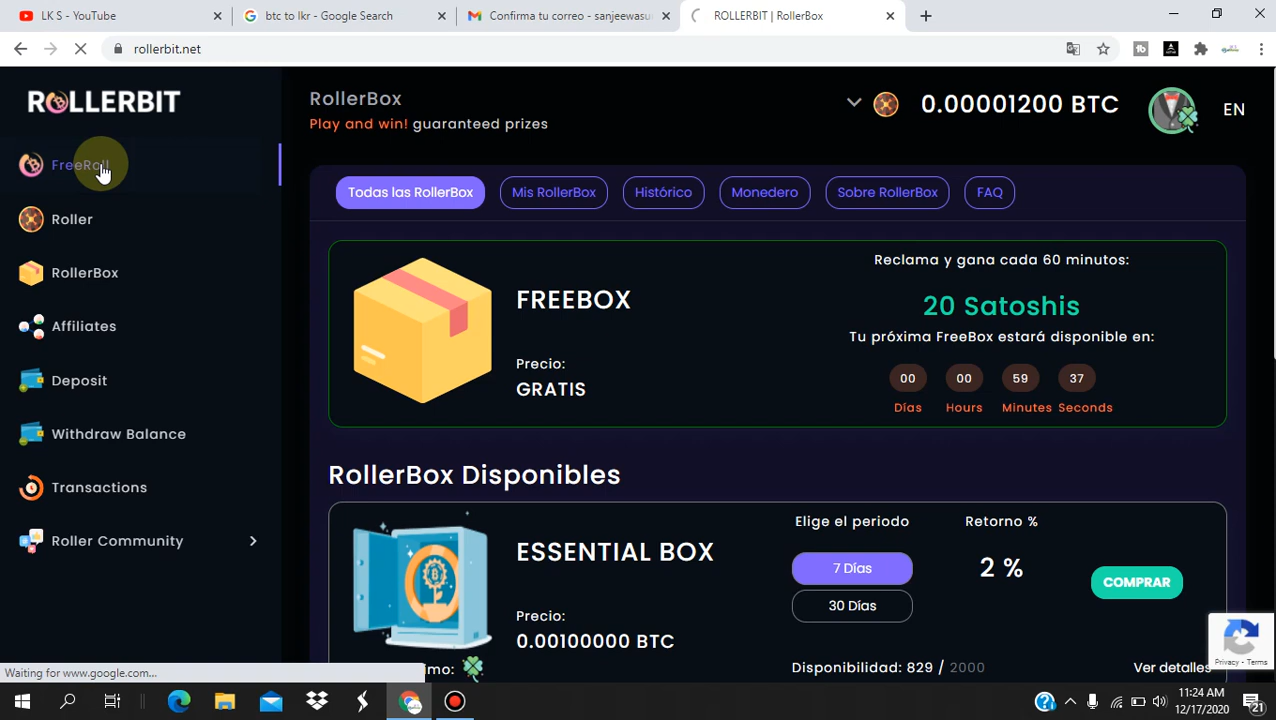 LK S - YouTube
btc to lkr - Google Search
Confirma tu correo - sanjeewasu
ROLLERBIT | RollerBox
rollerbit.net
ROLLERBIT
RollerBox
Play and win! guaranteed prizes
0.00001200 BTC
EN
FreeRoll
Roller
RollerBox
Affiliates
Deposit
Withdraw Balance
Transactions
Roller Community
Todas las RollerBox
Mis RollerBox
Histórico
Monedero
Sobre RollerBox
FAQ
FREEBOX
Precio:
GRATIS
Reclama y gana cada 60 minutos:
20 Satoshis
Tu próxima FreeBox estará disponible en:
00 00 59 37
Días Hours Minutes Seconds
RollerBox Disponibles
ESSENTIAL BOX
Precio:
0.00100000 BTC
imo:
Elige el periodo
7 Días
30 Días
Retorno %
2 %
COMPRAR
Disponibilidad: 829 / 2000
Ver detalles
Privacy - Terms
Waiting for www.google.com...
11:24 AM
12/17/2020
21